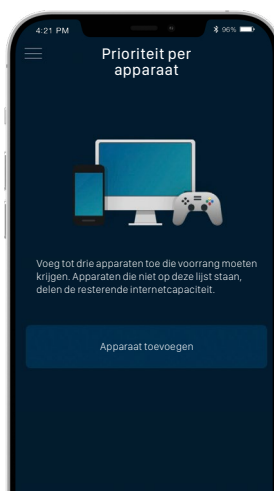 4:21 PM 96%
Prioriteit per
apparaat
Voeg tot drie apparaten toe die voorrang moeten
krijgen. Apparaten die niet op deze lijst staan,
delen de resterende internetcapaciteit.
Apparaat toevoegen